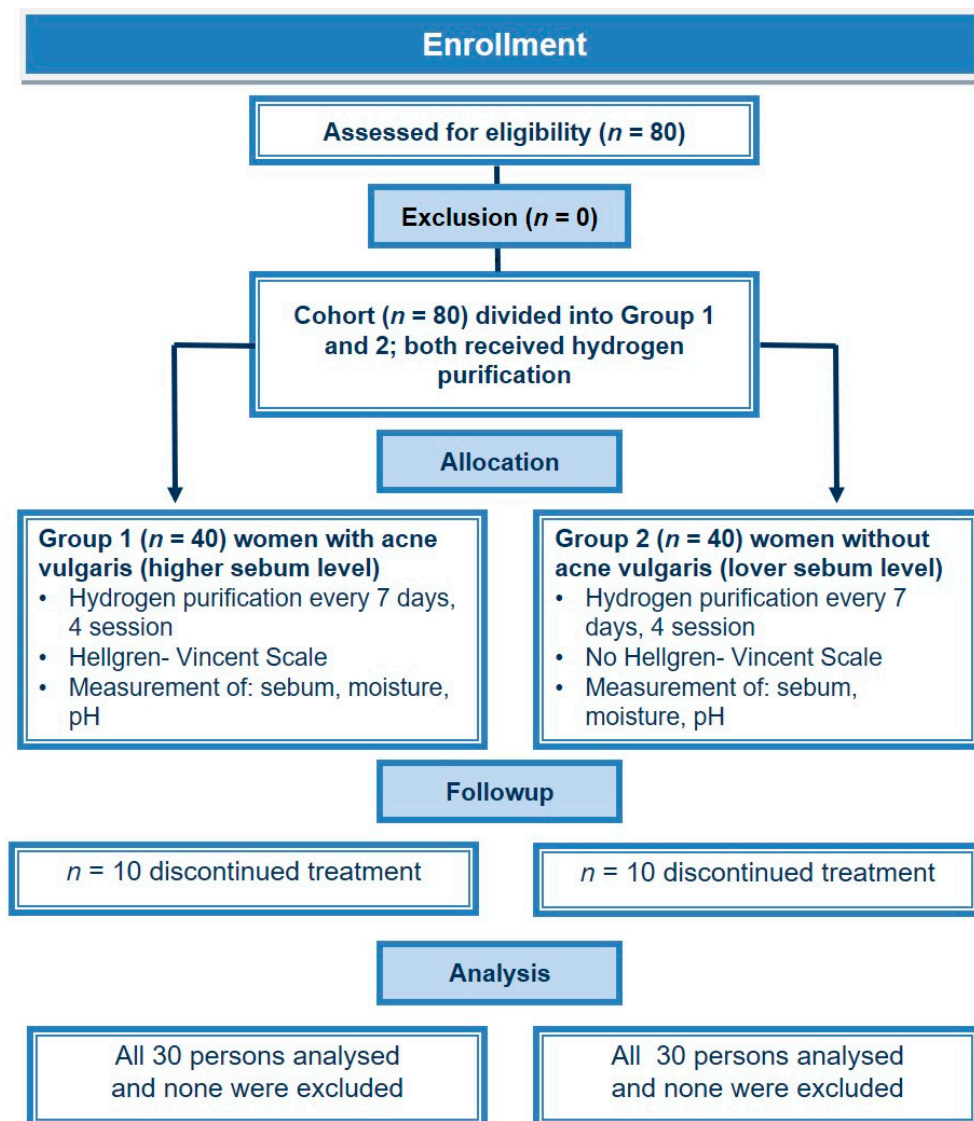 Enrollment
Assessed for eligibility (n = 80)
Exclusion (n = 0)
Cohort (n = 80) divided into Group 1
and 2; both received hydrogen
purification
Allocation
Group 1 (n = 40) women with acne
vulgaris (higher sebum level)
• Hydrogen purification every 7 days,
4 session
• Hellgren- Vincent Scale
• Measurement of: sebum, moisture,
pH
Group 2 (n = 40) women without
acne vulgaris (lover sebum level)
• Hydrogen purification every 7
days, 4 session
• No Hellgren- Vincent Scale
• Measurement of: sebum,
moisture, pH
Followup
n = 10 discontinued treatment
n = 10 discontinued treatment
Analysis
All 30 persons analysed
and none were excluded
All 30 persons analysed
and none were excluded